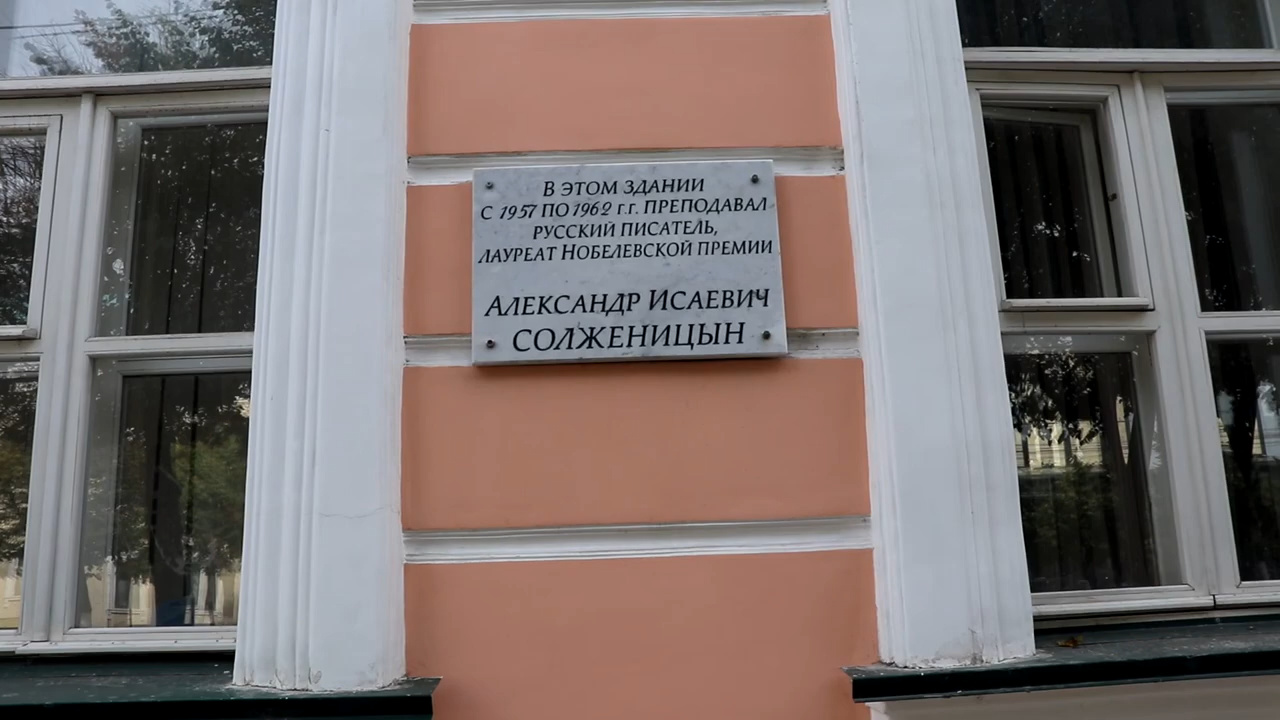 В ЭТОМ ЗДАНИИ
С 1957 ПО 1962 Г.Г. ПРЕПОДАВАЛ
РУССКИЙ ПИСАТЕЛЬ,
ЛАУРЕАТ НОБЕЛЕВСКОЙ ПРЕМИИ
АЛЕКСАНДР ИСАЕВИЧ
СОЛЖЕНИЦЫН